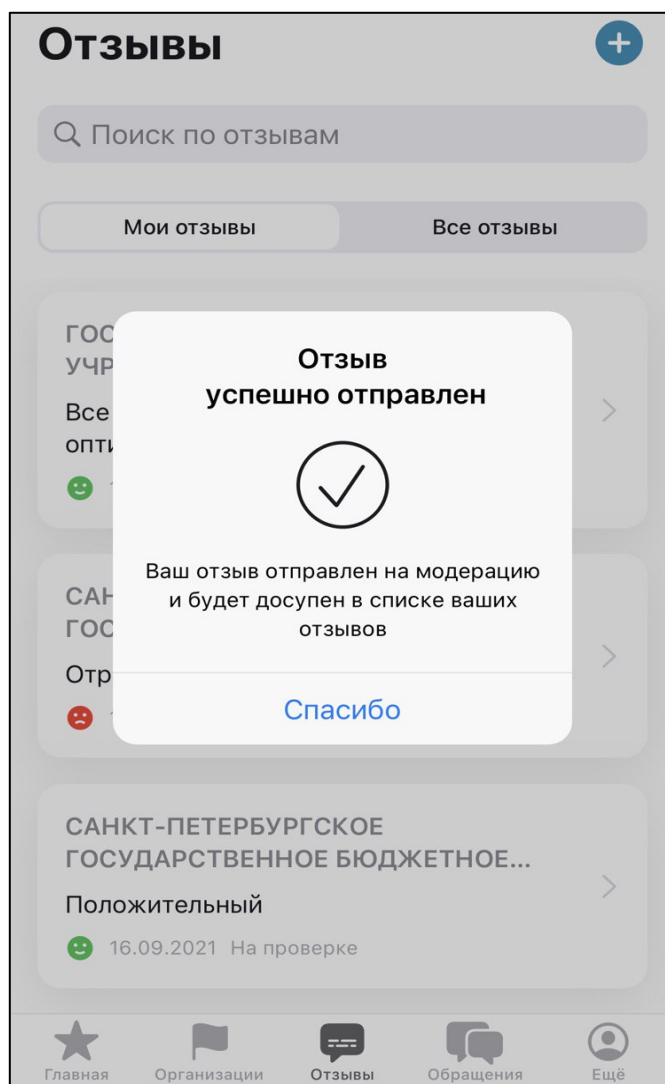 Отзывы
Поиск по отзывам
Мои отзывы
Все отзывы
Отзыв
успешно отправлен
Ваш отзыв отправлен на модерацию
и будет досупен в списке ваших
отзывов
Спасибо
САНКТ-ПЕТЕРБУРГСКОЕ
ГОСУДАРСТВЕННОЕ БЮДЖЕТНОЕ...
Положительный
16.09.2021 На проверке
Главная
Организации
Отзывы
Обращения
Ещё